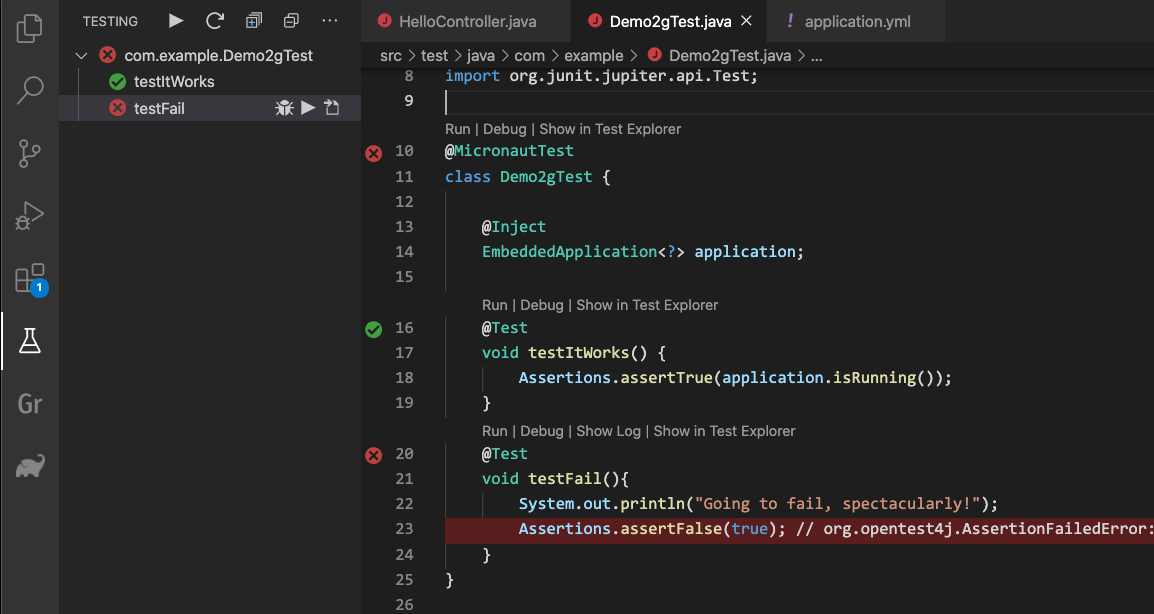 TESTING
com.example.Demo2gTest
testItWorks
testFail
1
Gr
HelloController.java
Demo2gTest.java
! application.yml
src > test > java > com > example > Demo2gTest.java > ...
8 import org.junit.jupiter.api.Test;
9
Run | Debug | Show in Test Explorer
10 @MicronautTest
11 class Demo2gTest {
12
13 @Inject
14 EmbeddedApplication<?> application;
15
Run | Debug | Show in Test Explorer
16 @Test
17 void testItWorks() {
18 Assertions.assertTrue(application.isRunning());
19 }
Run | Debug | Show Log | Show in Test Explorer
20 @Test
21 void testFail(){
22 System.out.println("Going to fail, spectacularly!");
23 Assertions.assertFalse(true); // org.opentest4j.AssertionFailedError:
24 }
25 }
26